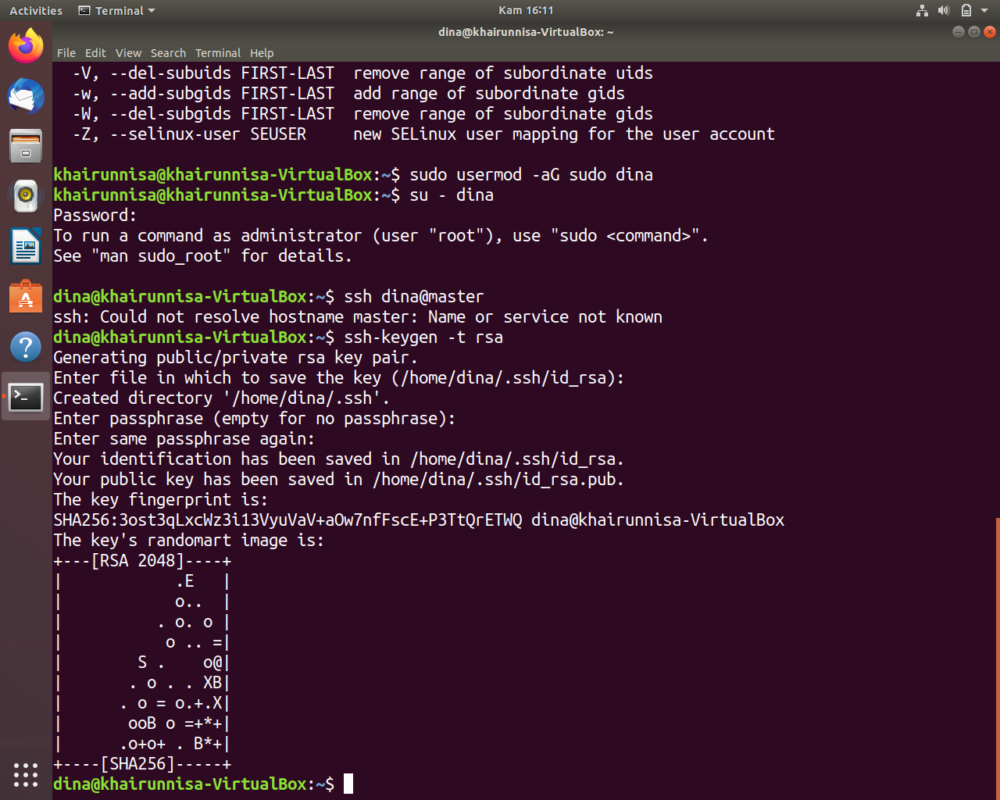 Activities Terminal Kam 16:11
dina@khairunnisa-VirtualBox: ~
File Edit View Search Terminal Help
  -V, --del-subuids FIRST-LAST  remove range of subordinate uids
  -w, --add-subgids FIRST-LAST  add range of subordinate gids
  -W, --del-subgids FIRST-LAST  remove range of subordinate gids
  -Z, --selinux-user SEUSER     new SELinux user mapping for the user account
khairunnisa@khairunnisa-VirtualBox:~$ sudo usermod -aG sudo dina
khairunnisa@khairunnisa-VirtualBox:~$ su - dina
Password:
To run a command as administrator (user "root"), use "sudo <command>".
See "man sudo_root" for details.
dina@khairunnisa-VirtualBox:~$ ssh dina@master
ssh: Could not resolve hostname master: Name or service not known
dina@khairunnisa-VirtualBox:~$ ssh-keygen -t rsa
Generating public/private rsa key pair.
Enter file in which to save the key (/home/dina/.ssh/id_rsa):
Created directory '/home/dina/.ssh'.
Enter passphrase (empty for no passphrase):
Enter same passphrase again:
Your identification has been saved in /home/dina/.ssh/id_rsa.
Your public key has been saved in /home/dina/.ssh/id_rsa.pub.
The key fingerprint is:
SHA256:3ost3qLxcWz3i13VyuVaV+aOw7nfFscE+P3TtQrETWQ dina@khairunnisa-VirtualBox
The key's randomart image is:
+---[RSA 2048]----+
|            .E   |
|            o..  |
|          . o. o |
|           o .. =|
|        S .    o@|
|       . o . . XB|
|      . o = o.+.X|
|       ooB o =+*+|
|      .o+o+ . B*+|
+----[SHA256]-----+
dina@khairunnisa-VirtualBox:~$